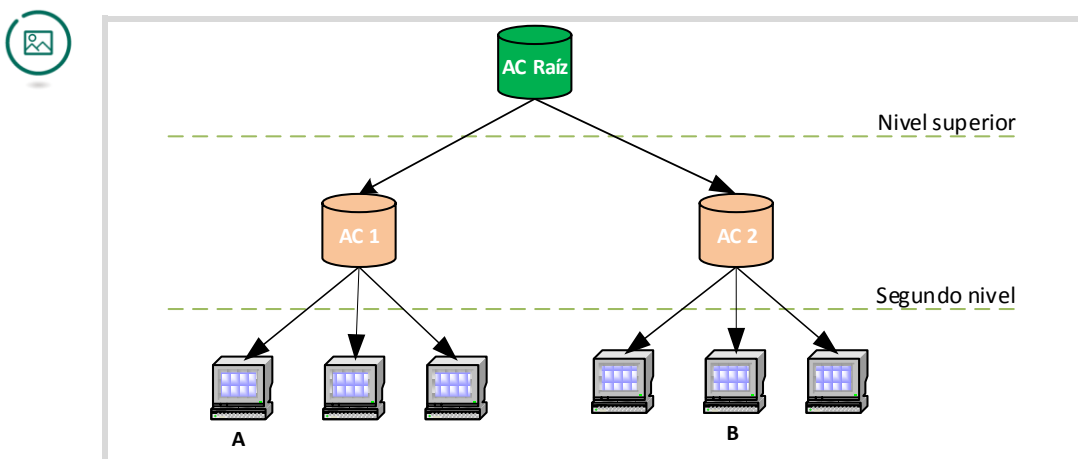 AC Raíz
Nivel superior
AC 1
AC 2
Segundo nivel
A
B